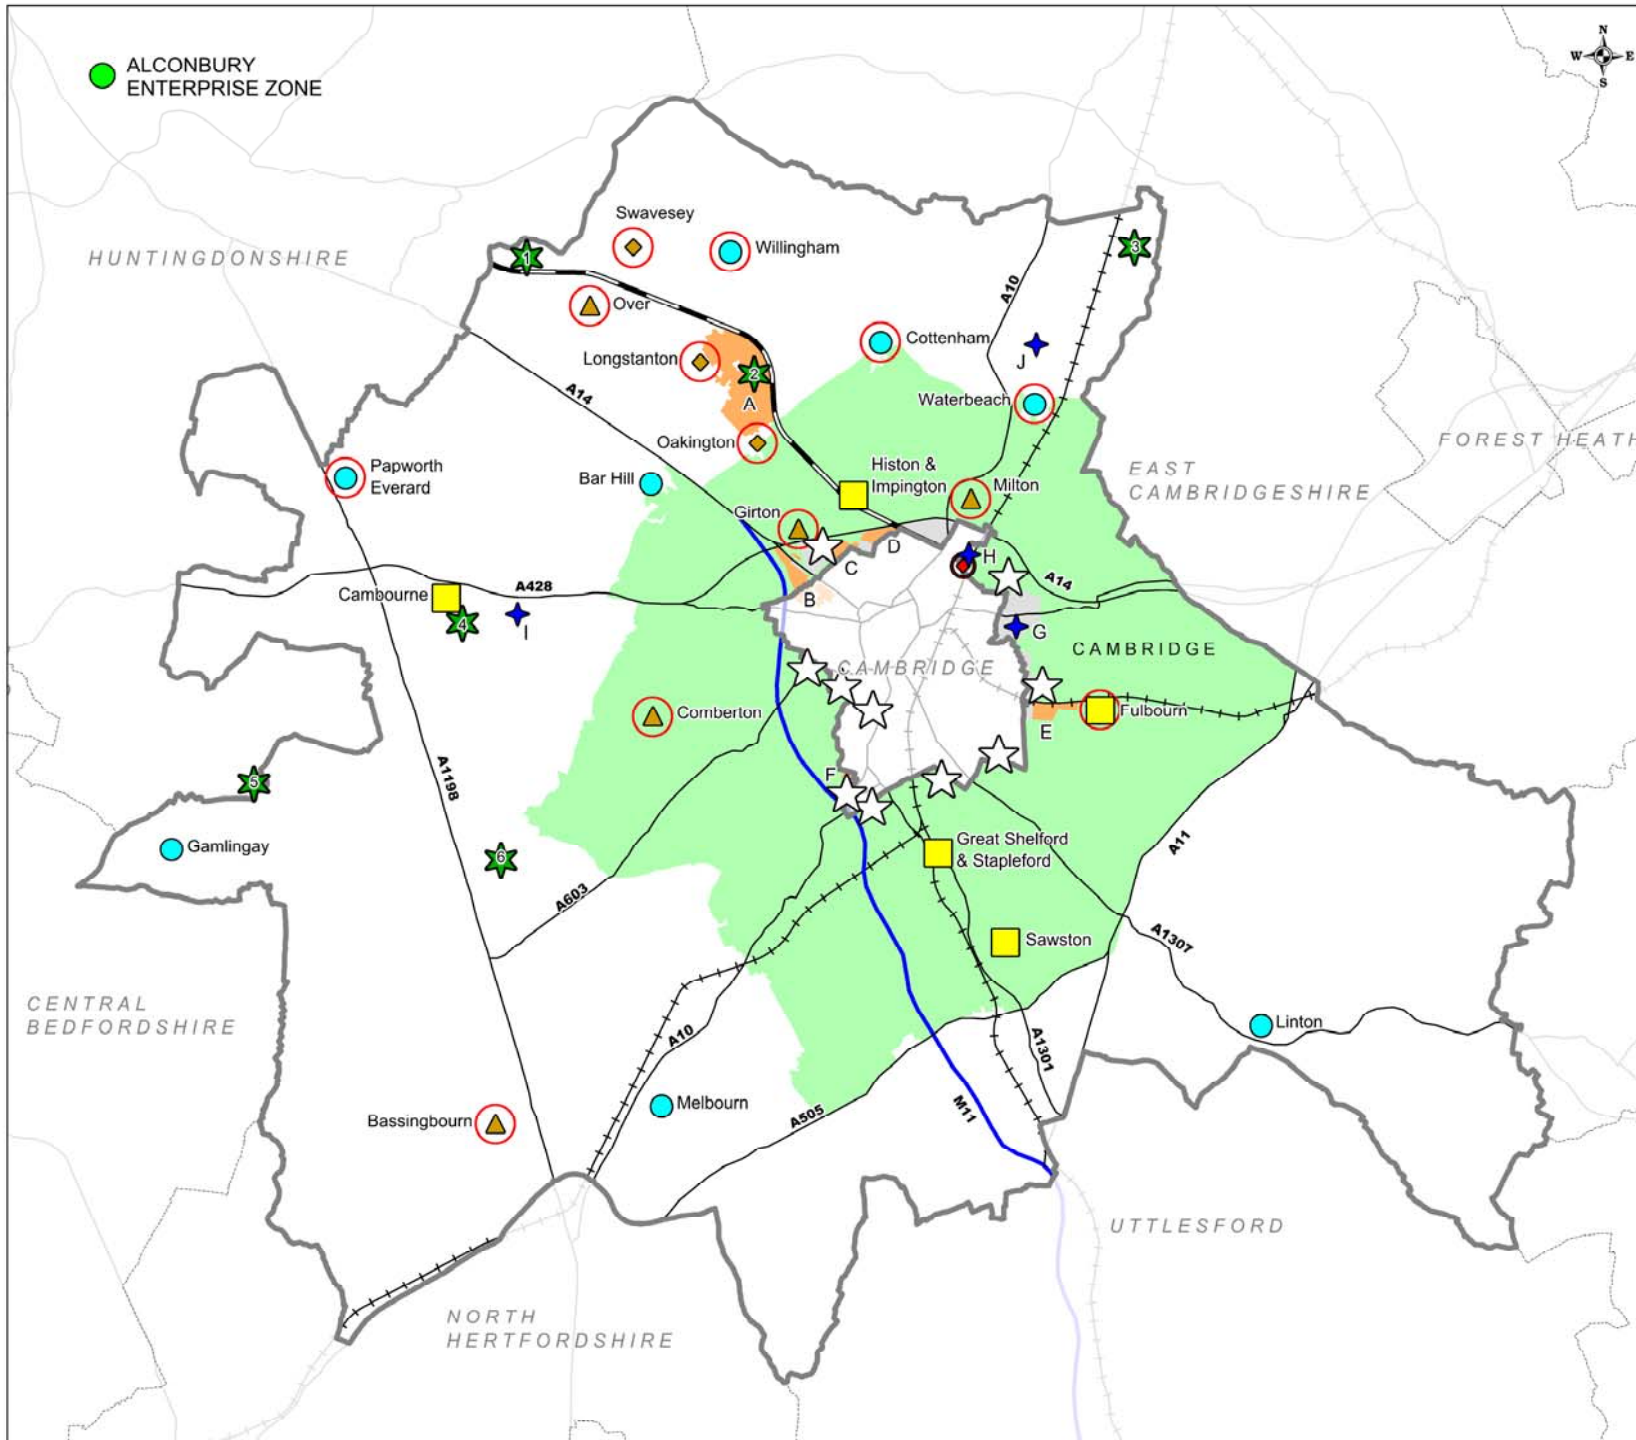 ALCONBURY
ENTERPRISE ZONE
N
W
E
S
HUNTINGDONSHIRE
Swavesey
Willingham
1
3
Over
A10
Cottenham
J
Longstanton
2
A
A14
Waterbeach
Oakington
EAST
CAMBRIDGESHIRE
FOREST HEATH
Papworth
Everard
Bar Hill
Histon &
Impington
Milton
Girton
D
C
H
B
A14
Cambourne
A428
4
I
G
CAMBRIDGE
CAMBRIDGE
Comberton
Fulbourn
E
A1198
5
F
Gamlingay
6
Great Shelford
& Stapleford
A11
A603
Sawston
A1307
CENTRAL
BEDFORDSHIRE
A10
A1301
Linton
Bassingbourn
Melbourn
A505
M11
UTTLESFORD
NORTH
HERTFORDSHIRE